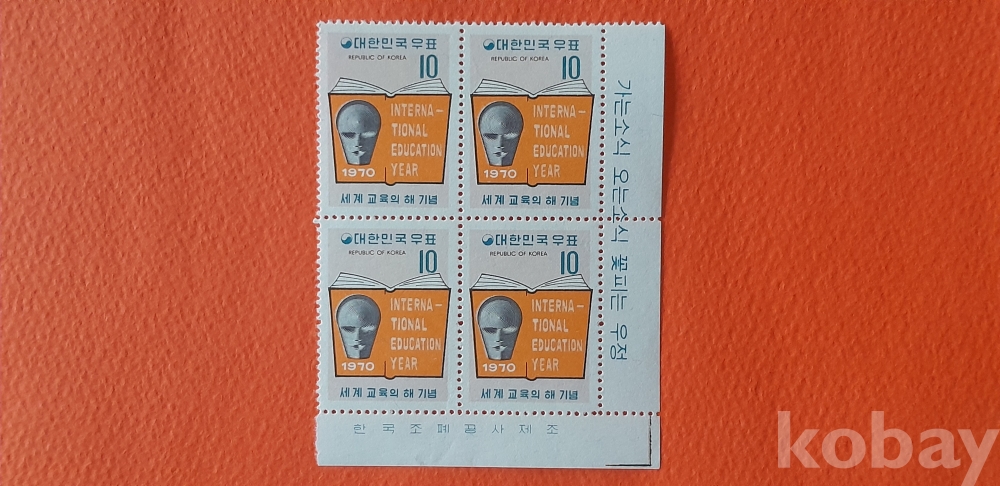 대한민국우표
REPUBLIC OF KOREA
10
INTERNA-
TIONAL
EDUCATION
YEAR
1970
세계 교육의 해 기념
대한민국우표
REPUBLIC OF KOREA
10
INTERNA-
TIONAL
EDUCATION
YEAR
1970
세계 교육의 해 기념
가는소식 오는소식 꽃피는 우정
대한민국우표
REPUBLIC OF KOREA
10
INTERNA-
TIONAL
EDUCATION
YEAR
1970
세계 교육의 해 기념
대한민국우표
REPUBLIC OF KOREA
10
INTERNA-
TIONAL
EDUCATION
YEAR
1970
세계 교육의 해 기념
한국조폐공사제조
kobay